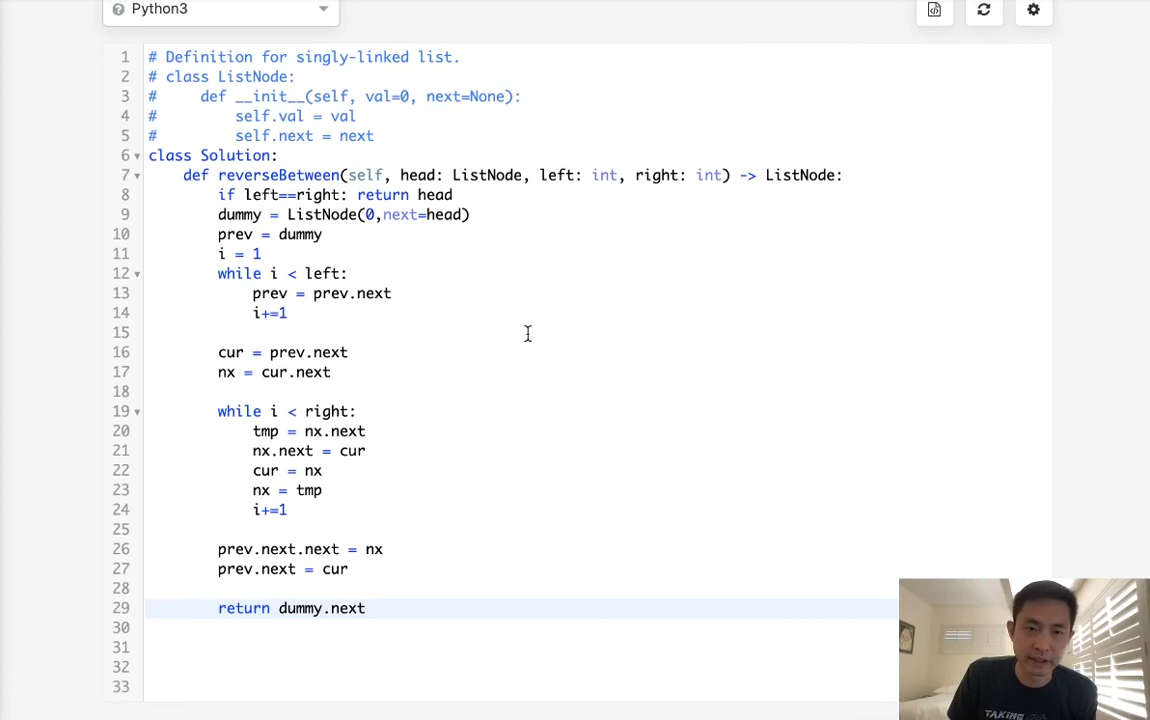 Python3
1 # Definition for singly-linked list.
2 # class ListNode:
3 #     def __init__(self, val=0, next=None):
4 #         self.val = val
5 #         self.next = next
6 class Solution:
7     def reverseBetween(self, head: ListNode, left: int, right: int) -> ListNode:
8         if left==right: return head
9         dummy = ListNode(0,next=head)
10         prev = dummy
11         i = 1
12         while i < left:
13             prev = prev.next
14             i+=1
15
16         cur = prev.next
17         nx = cur.next
18
19         while i < right:
20             tmp = nx.next
21             nx.next = cur
22             cur = nx
23             nx = tmp
24             i+=1
25
26         prev.next.next = nx
27         prev.next = cur
28
29         return dummy.next
30
31
32
33
TAKING